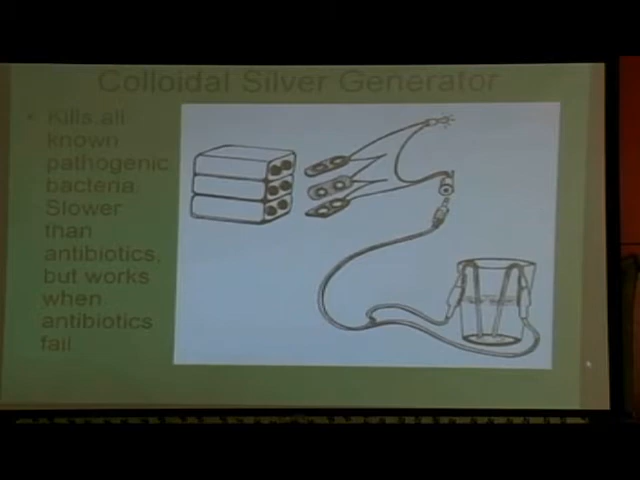 Colloidal Silver Generator
• Kills all
known
pathogenic
bacteria.
Slower
than
antibiotics,
but works
when
antibiotics
fail